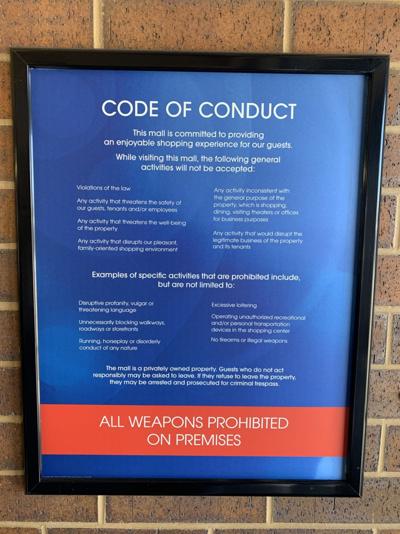 CODE OF CONDUCT
This mall is committed to providing
an enjoyable shopping experience for our guests.
While visiting this mall, the following general
activities will not be accepted:
Violations of the law
Any activity that threatens the safety of
our guests, tenants and/or employees
Any activity that threatens the well-being
of the property
Any activity that disrupts our pleasant,
family-oriented shopping environment
Any activity inconsistent with
the general purpose of the
property, which is shopping,
dining, visiting theaters or offices
for business purposes
Any activity that would disrupt the
legitimate business of the property
and its tenants
Examples of specific activities that are prohibited include,
but are not limited to:
Disruptive profanity, vulgar or
threatening language
Unnecessarily blocking walkways,
roadways or storefronts
Running, horseplay or disorderly
conduct of any nature
Excessive loitering
Operating unauthorized recreational
and/or personal transportation
devices in the shopping center
No firearms or illegal weapons
The mall is a privately owned property. Guests who do not act
responsibly may be asked to leave. If they refuse to leave the property,
they may be arrested and prosecuted for criminal trespass.
ALL WEAPONS PROHIBITED
ON PREMISES